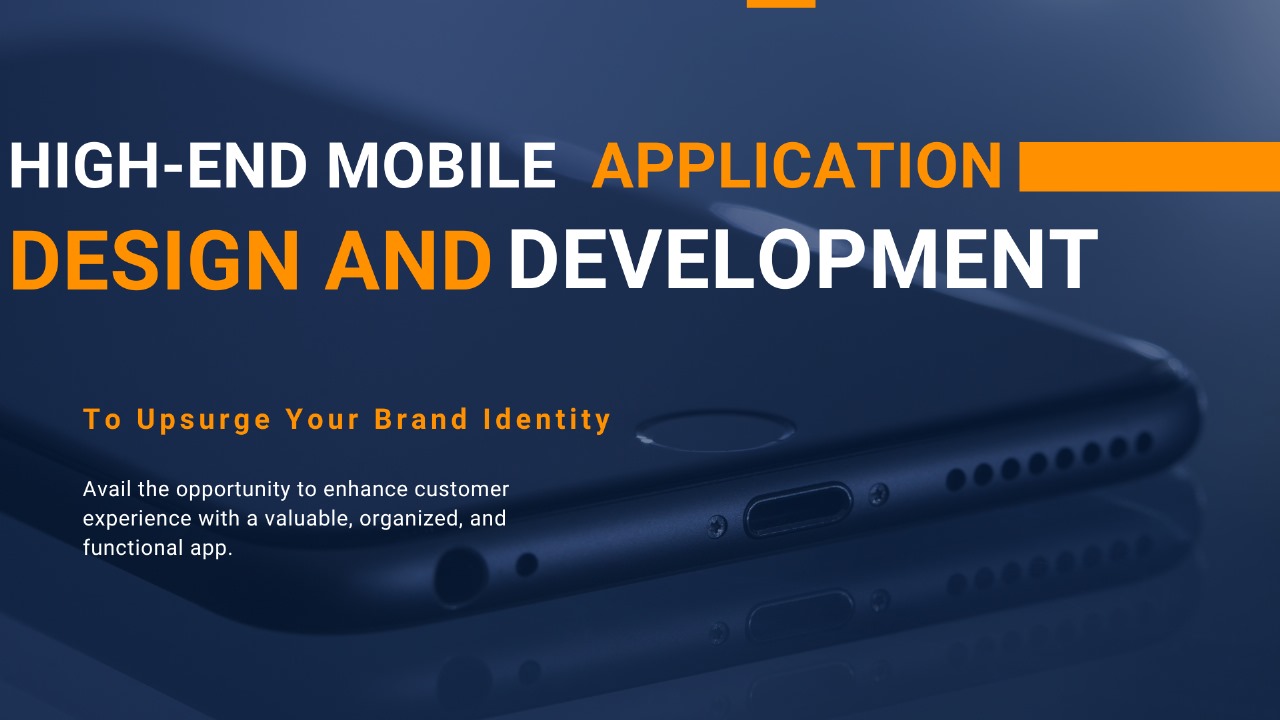 HIGH-END MOBILE APPLICATION
DESIGN AND DEVELOPMENT
To Upsurge Your Brand Identity
Avail the opportunity to enhance customer
experience with a valuable, organized, and
functional app.